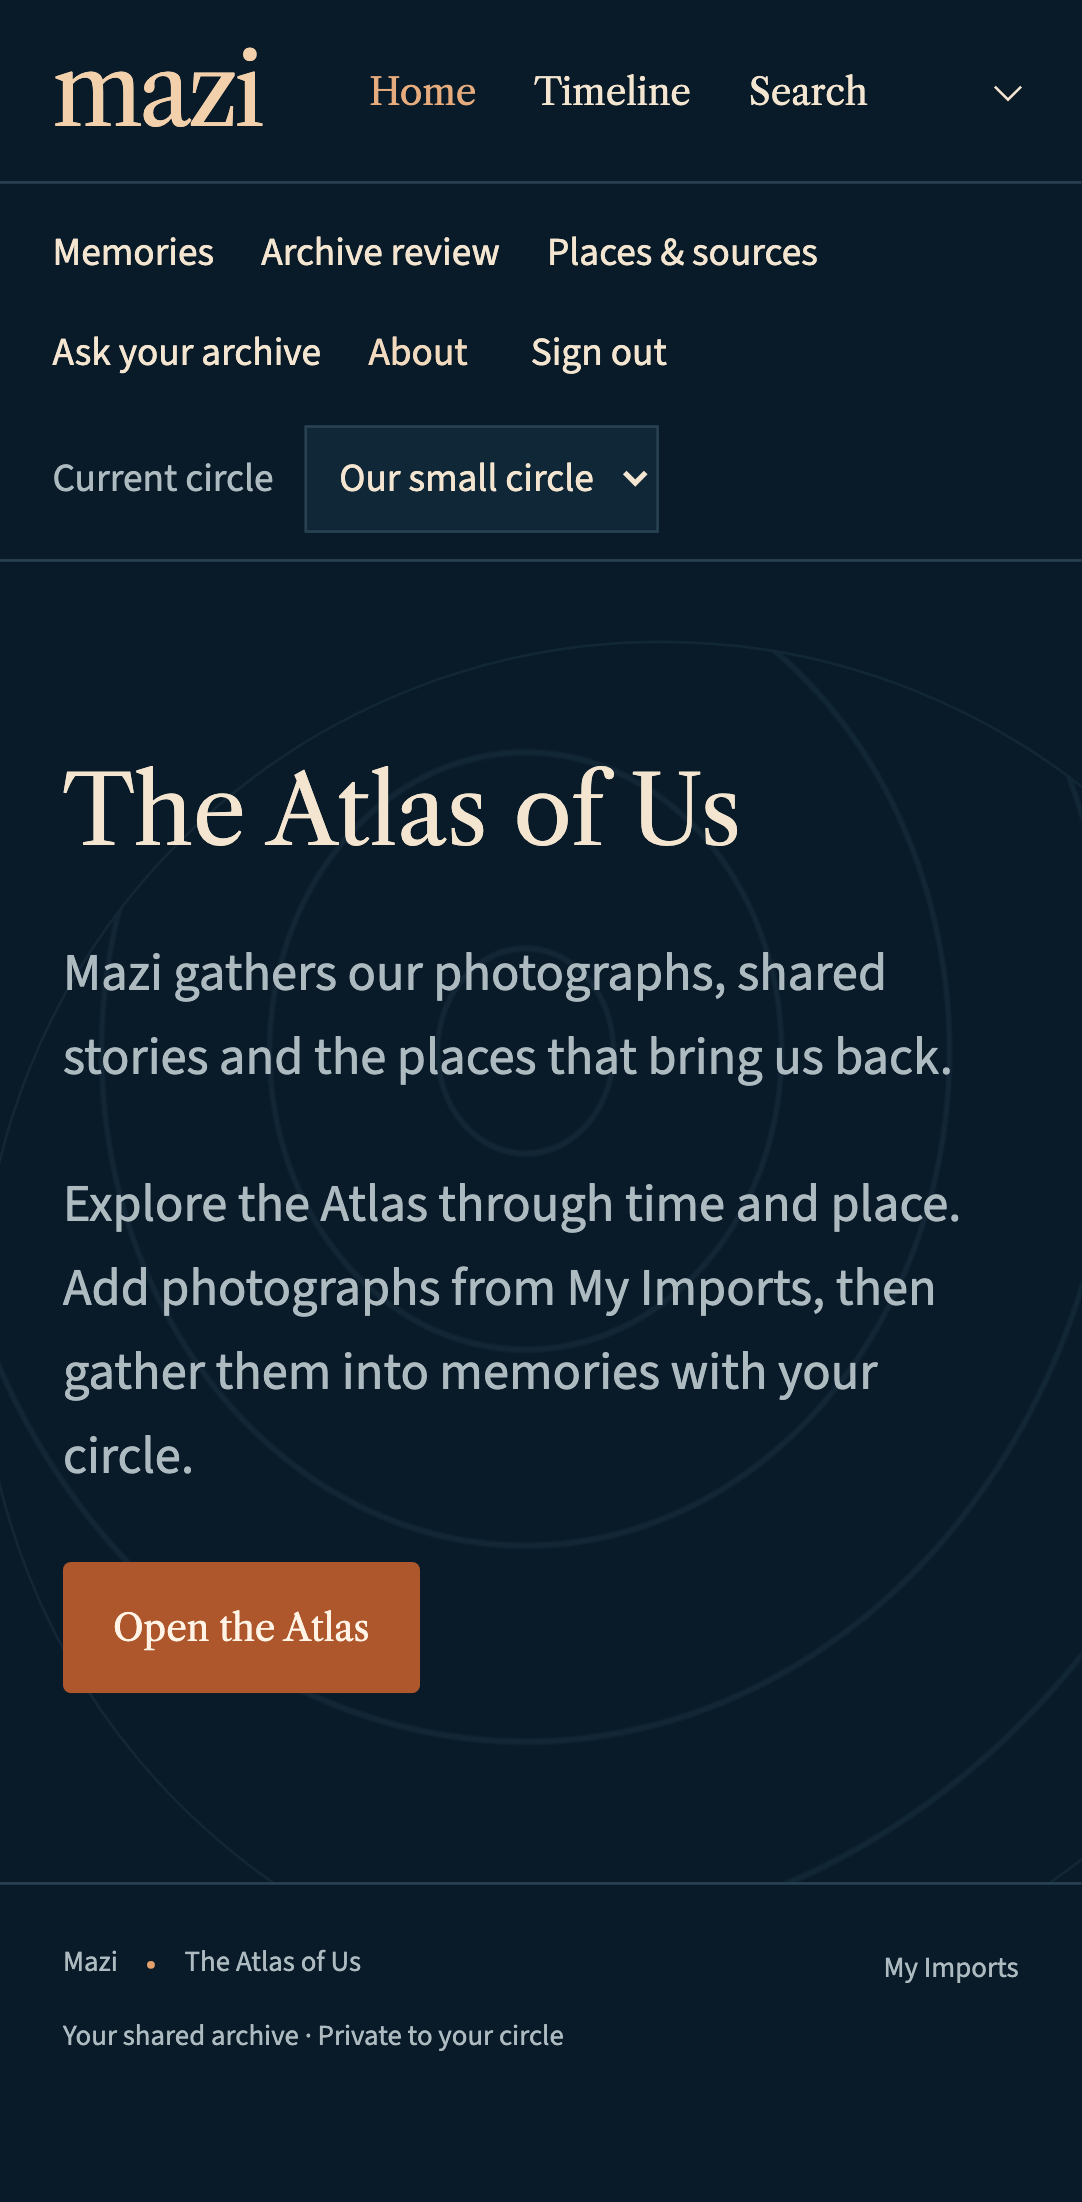 mazi Home Timeline Search
Memories Archive review Places & sources
Ask your archive About Sign out
Current circle Our small circle
The Atlas of Us
Mazi gathers our photographs, shared
stories and the places that bring us back.
Explore the Atlas through time and place.
Add photographs from My Imports, then
gather them into memories with your
circle.
Open the Atlas
Mazi • The Atlas of Us
My Imports
Your shared archive · Private to your circle